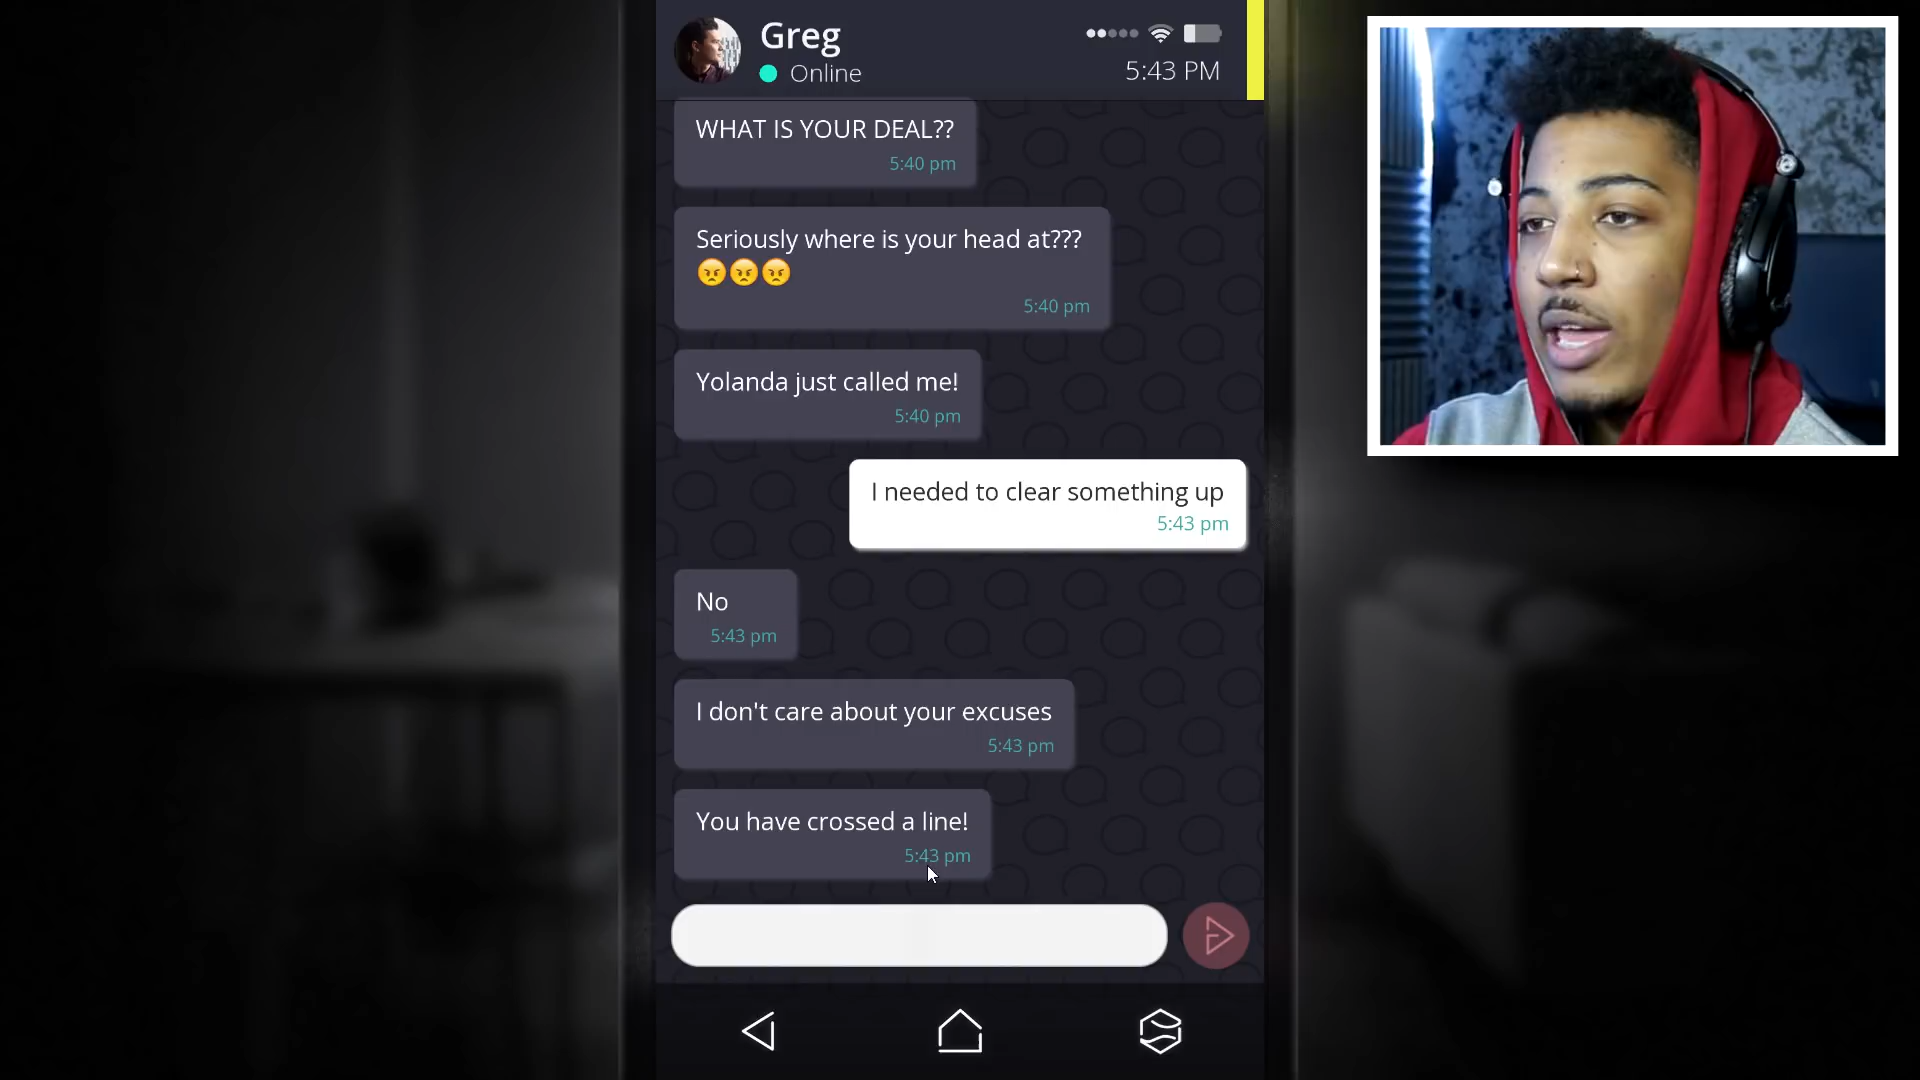 Greg
Online
5:43 PM
WHAT IS YOUR DEAL??
5:40 pm
Seriously where is your head at???
😠😠😠
5:40 pm
Yolanda just called me!
5:40 pm
I needed to clear something up
5:43 pm
No
5:43 pm
I don't care about your excuses
5:43 pm
You have crossed a line!
5:43 pm